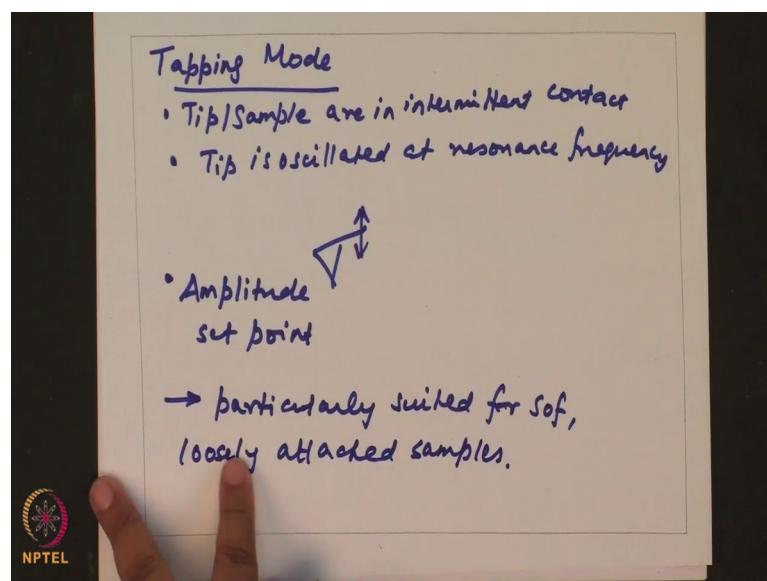 Tapping Mode
• Tip/Sample are in intermittent contact
• Tip is oscillated at resonance frequency
• Amplitude
set point
→ particularly suited for sof,
loosely attached samples.
NPTEL